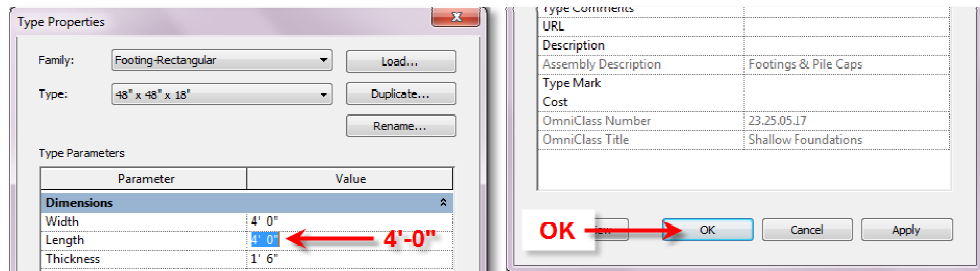 Type Properties
Family: Footing-Rectangular Load...
Type: 48" x 48" x 18" Duplicate...
Rename...
Type Parameters
Parameter Value
Dimensions
Width 4' 0"
Length 4' 0" 4'-0"
Thickness 1' 6"
Type Comments
URL
Description
Assembly Description Footings & Pile Caps
Type Mark
Cost
OmniClass Number 23.25.05.17
OmniClass Title Shallow Foundations
OK OK Cancel Apply